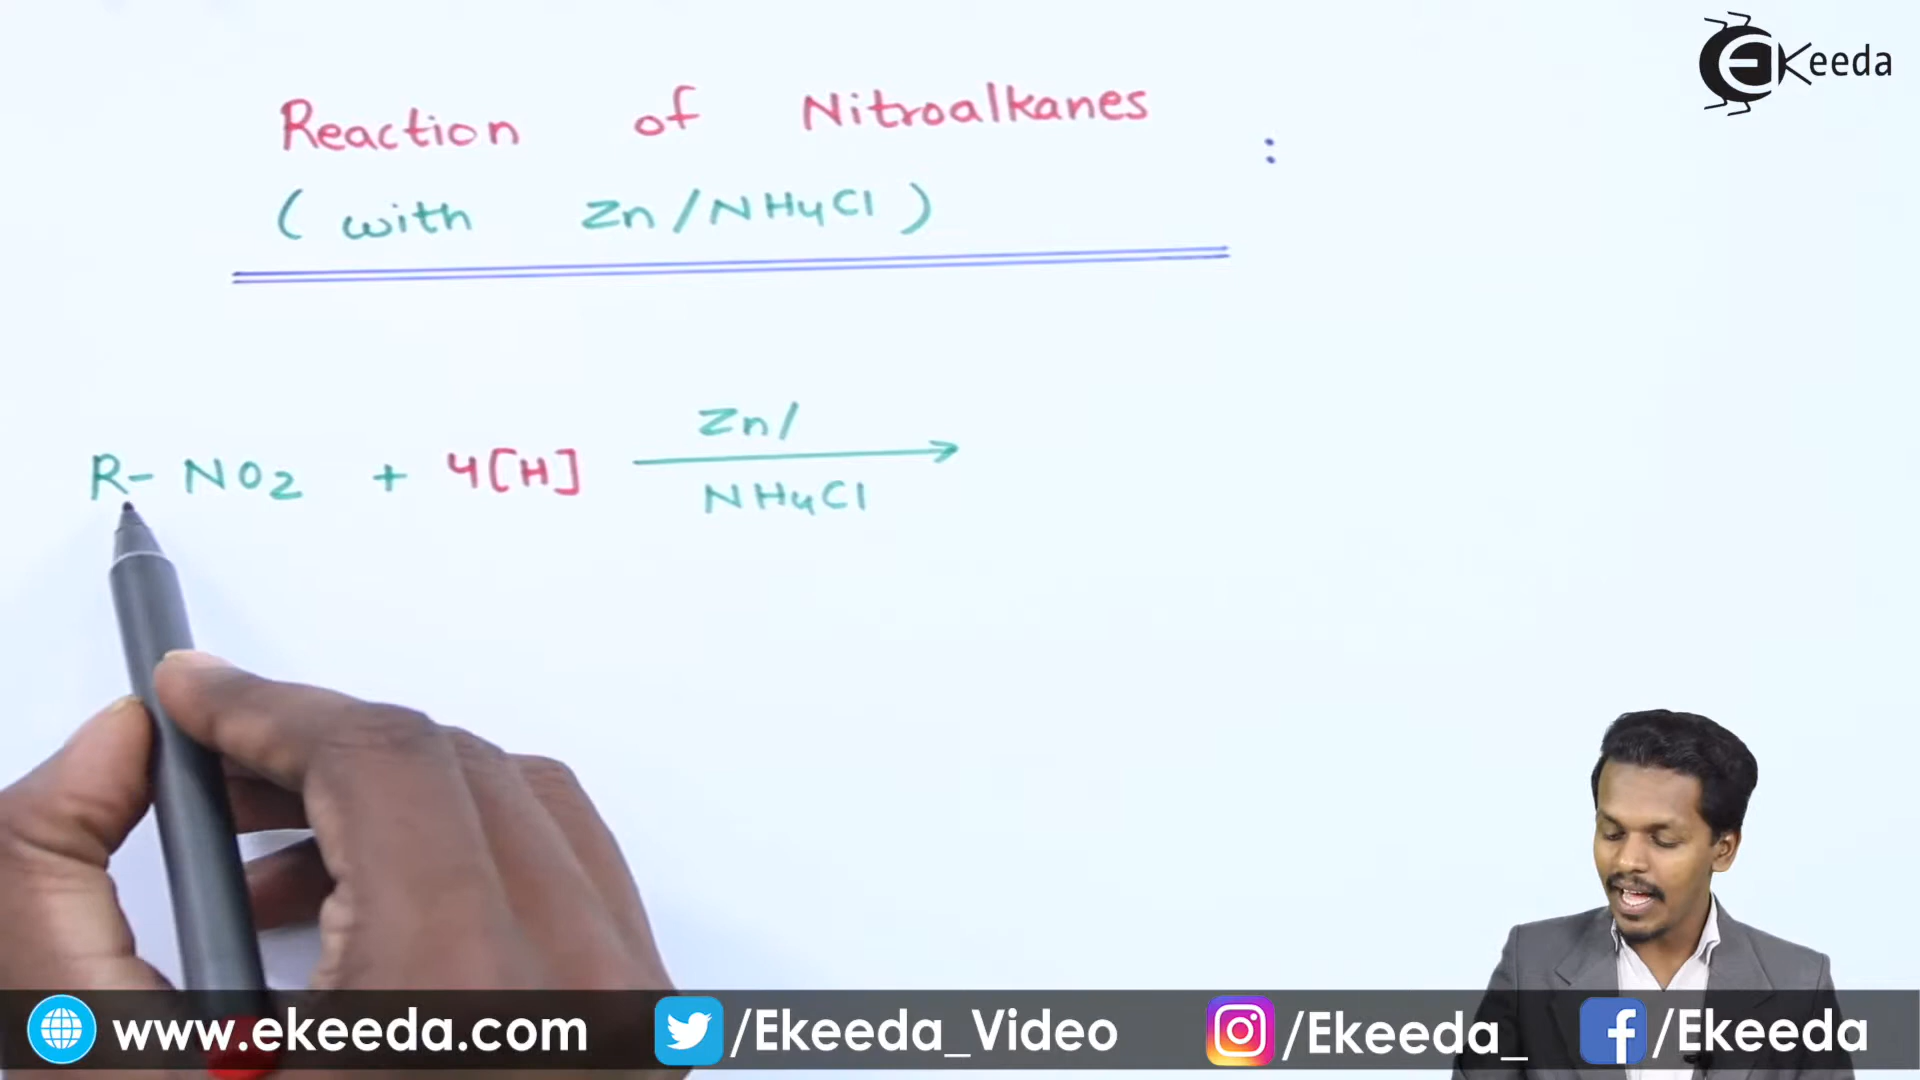 Ekeeda
Reaction of Nitroalkanes :
(with Zn/NH4Cl)
R-NO2 + 4[H] Zn/
NH4Cl
www.ekeeda.com /Ekeeda_Video /Ekeeda_ /Ekeeda